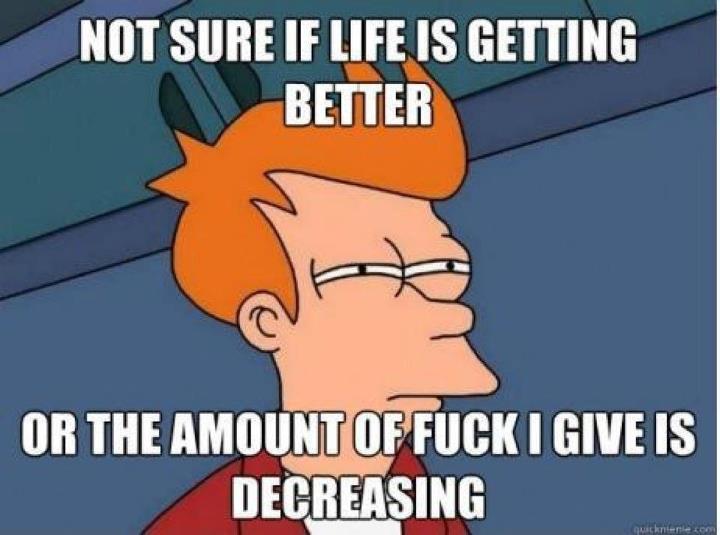 NOT SURE IF LIFE IS GETTING
BETTER
OR THE AMOUNT OF FUCK I GIVE IS
DECREASING
quickmeme.com